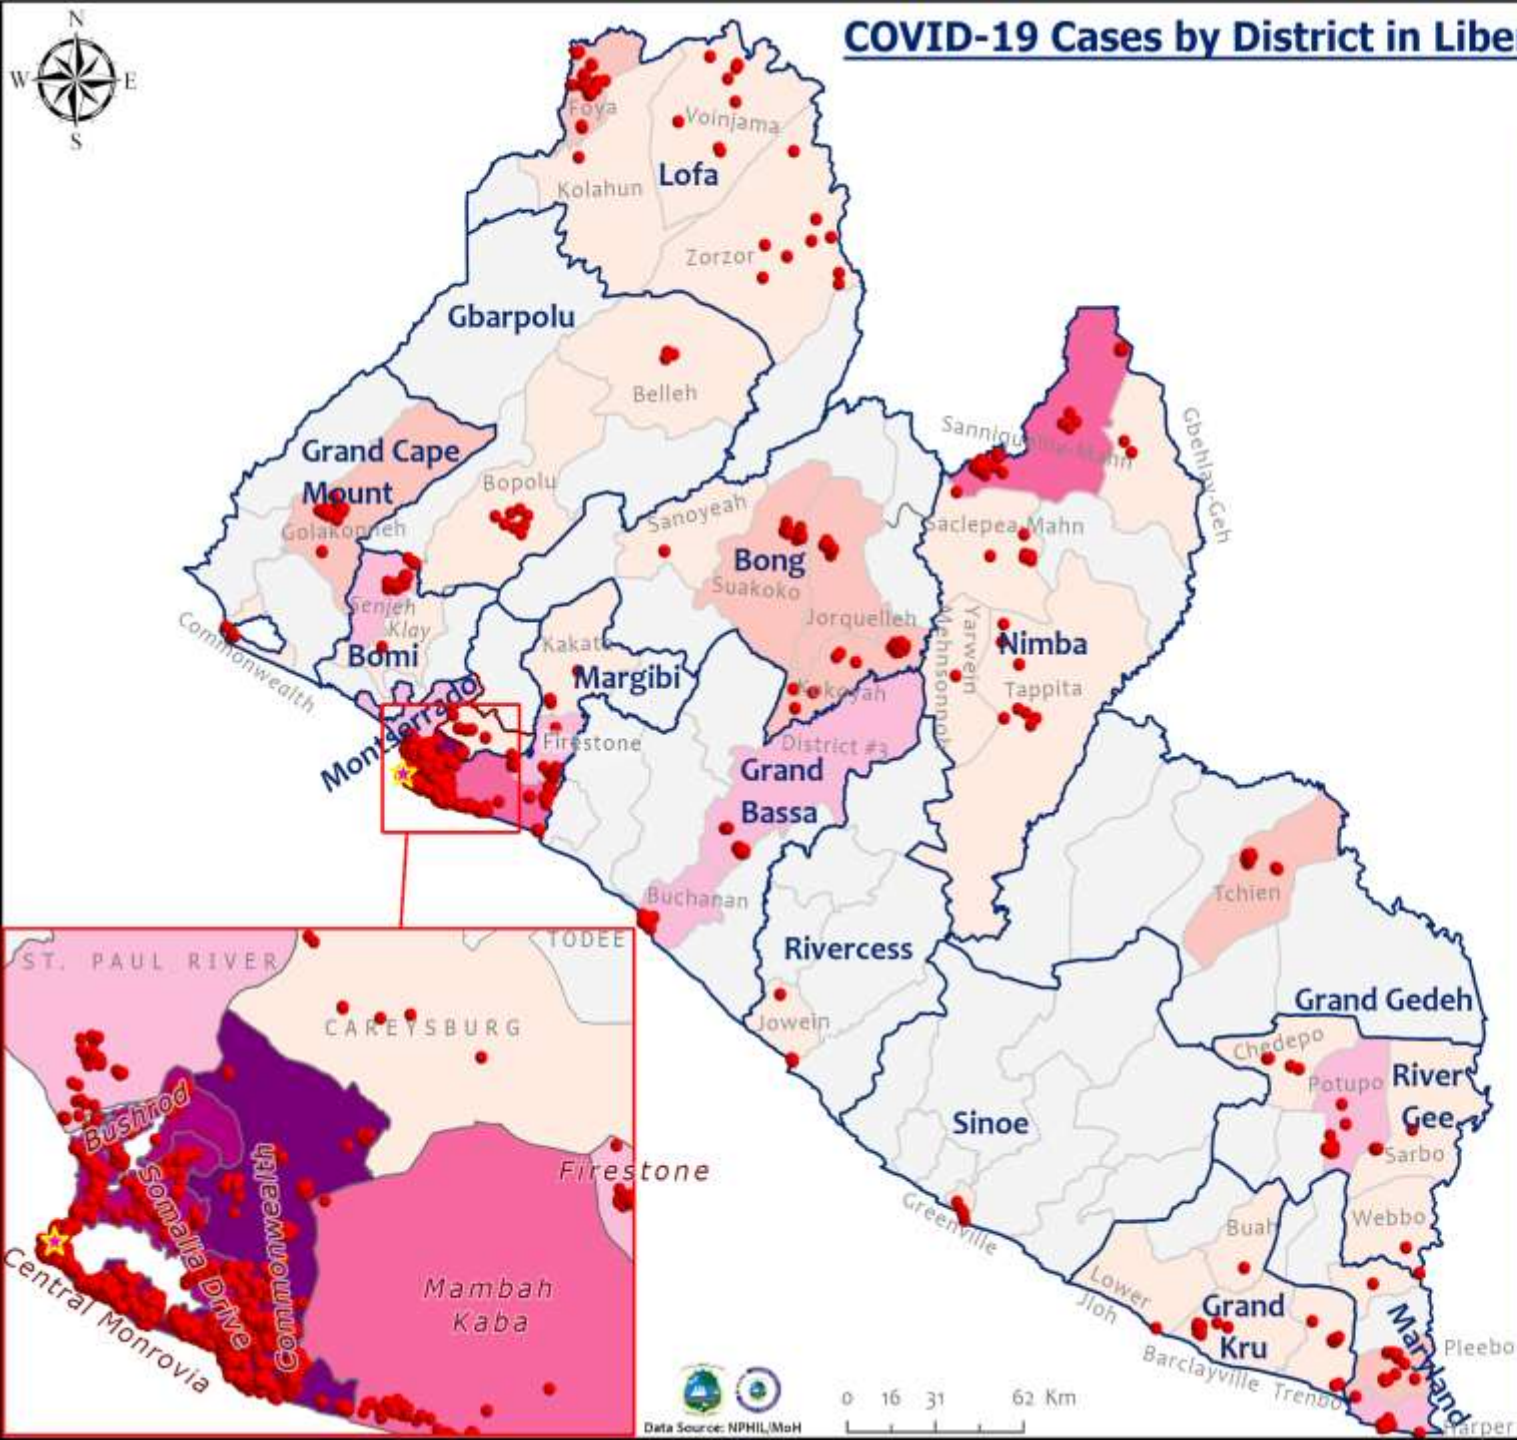 COVID-19 Cases by District in Libe
N
W
E
S
Foya
Voinjama
Lofa
Kolahun
Zorzor
Gbarpolu
Belleh
Grand Cape
Mount
Golakonneh
Bopolu
Sanoyeah
Sanniquellie-Mahn
Gbehlay-Geh
Saclepea Mahn
Bong
Suakoko
Jorquelleh
Kokoyah
Senjeh
Klay
Bomi
Commonwealth
Kakata
Margibi
Firestone
Montserrado
Mehnsonnoh
Yarwein
Nimba
Tappita
District #3
Grand
Bassa
Buchanan
Tchien
Rivercess
Jowein
Grand Gedeh
Chedepo
Potupo
River
Gee
Sarbo
Sinoe
Greenville
Webbo
Buah
Lower
Jloh
Grand
Kru
Barclayville
Trenbo
Maryland
Pleebo
Harper
ST. PAUL RIVER
TODEE
CAREYSBURG
Bushrod
Somalia Drive
Commonwealth
Central Monrovia
Firestone
Mambah
Kaba
Data Source: NPHIL/MoH
0 16 31 62 Km